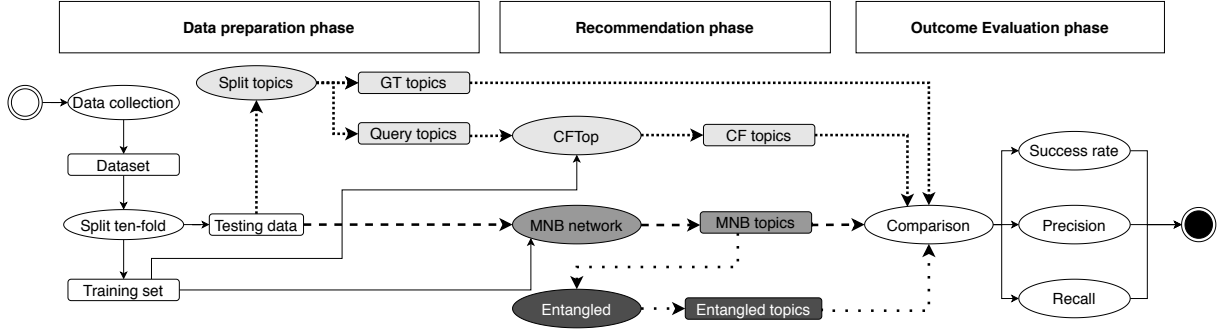 Data preparation phase
Recommendation phase
Outcome Evaluation phase
Split topics
GT topics
Data collection
Query topics
CFTop
CF topics
Success rate
Dataset
Split ten-fold
Testing data
MNB network
MNB topics
Comparison
Precision
Training set
Entangled
Entangled topics
Recall